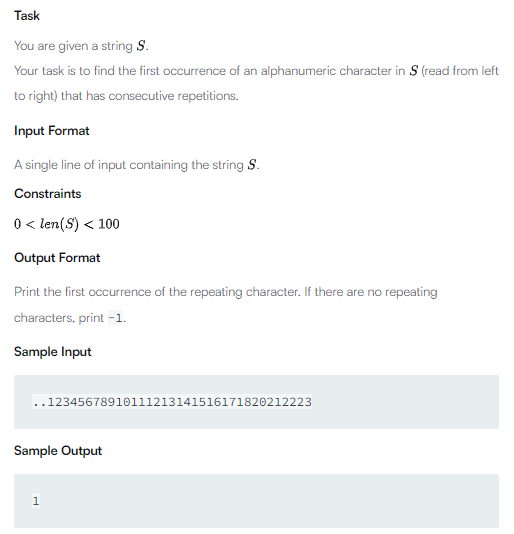 Task
You are given a string S.
Your task is to find the first occurrence of an alphanumeric character in S (read from left
to right) that has consecutive repetitions.
Input Format
A single line of input containing the string S.
Constraints
0 < len(S) < 100
Output Format
Print the first occurrence of the repeating character. If there are no repeating
characters, print -1.
Sample Input
..12345678910111213141516171820212223
Sample Output
1